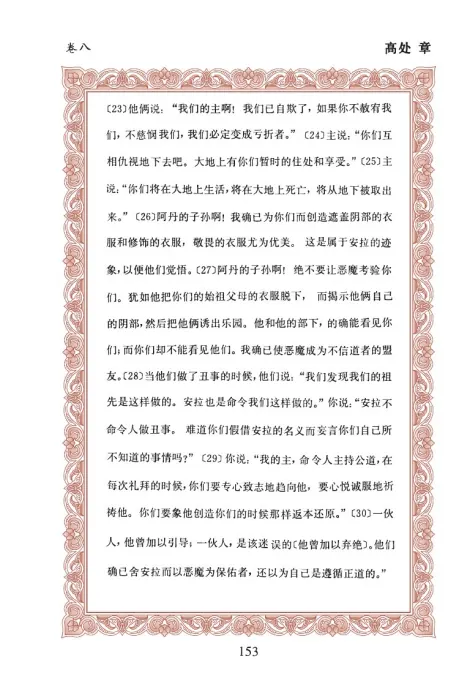 卷八
高处 章
〔23〕他俩说：“我们的主啊！我们已自欺了，如果你不赦宥我
们，不慈悯我们，我们必定变成亏折者。”〔24〕主说：“你们互
相仇视地下去吧。大地上有你们暂时的住处和享受。”〔25〕主
说：“你们将在大地上生活，将在大地上死亡，将从地下被取出
来。”〔26〕阿丹的子孙啊！我确已为你们而创造遮盖阴部的衣
服和修饰的衣服，敬畏的衣服尤为优美。这是属于安拉的迹
象，以便他们觉悟。〔27〕阿丹的子孙啊！绝不要让恶魔考验你
们。犹如他把你们的始祖父母的衣服脱下，而揭示他俩自己
的阴部，然后把他俩诱出乐园。他和他的部下，的确能看见你
们；而你们却不能看见他们。我确已使恶魔成为不信道者的盟
友。〔28〕当他们做了丑事的时候，他们说：“我们发现我们的祖
先是这样做的。安拉也是命令我们这样做的。”你说：“安拉不
命令人做丑事。难道你们假借安拉的名义而妄言你们自己所
不知道的事情吗？”〔29〕你说：“我的主，命令人主持公道，在
每次礼拜的时候，你们要专心致志地趋向他，要心悦诚服地祈
祷他。你们要象他创造你们的时候那样返本还原。”〔30〕一伙
人，他曾加以引导；一伙人，是该迷误的〔他曾加以弃绝〕。他们
确已舍安拉而以恶魔为保佑者，还以为自己是遵循正道的。”
153